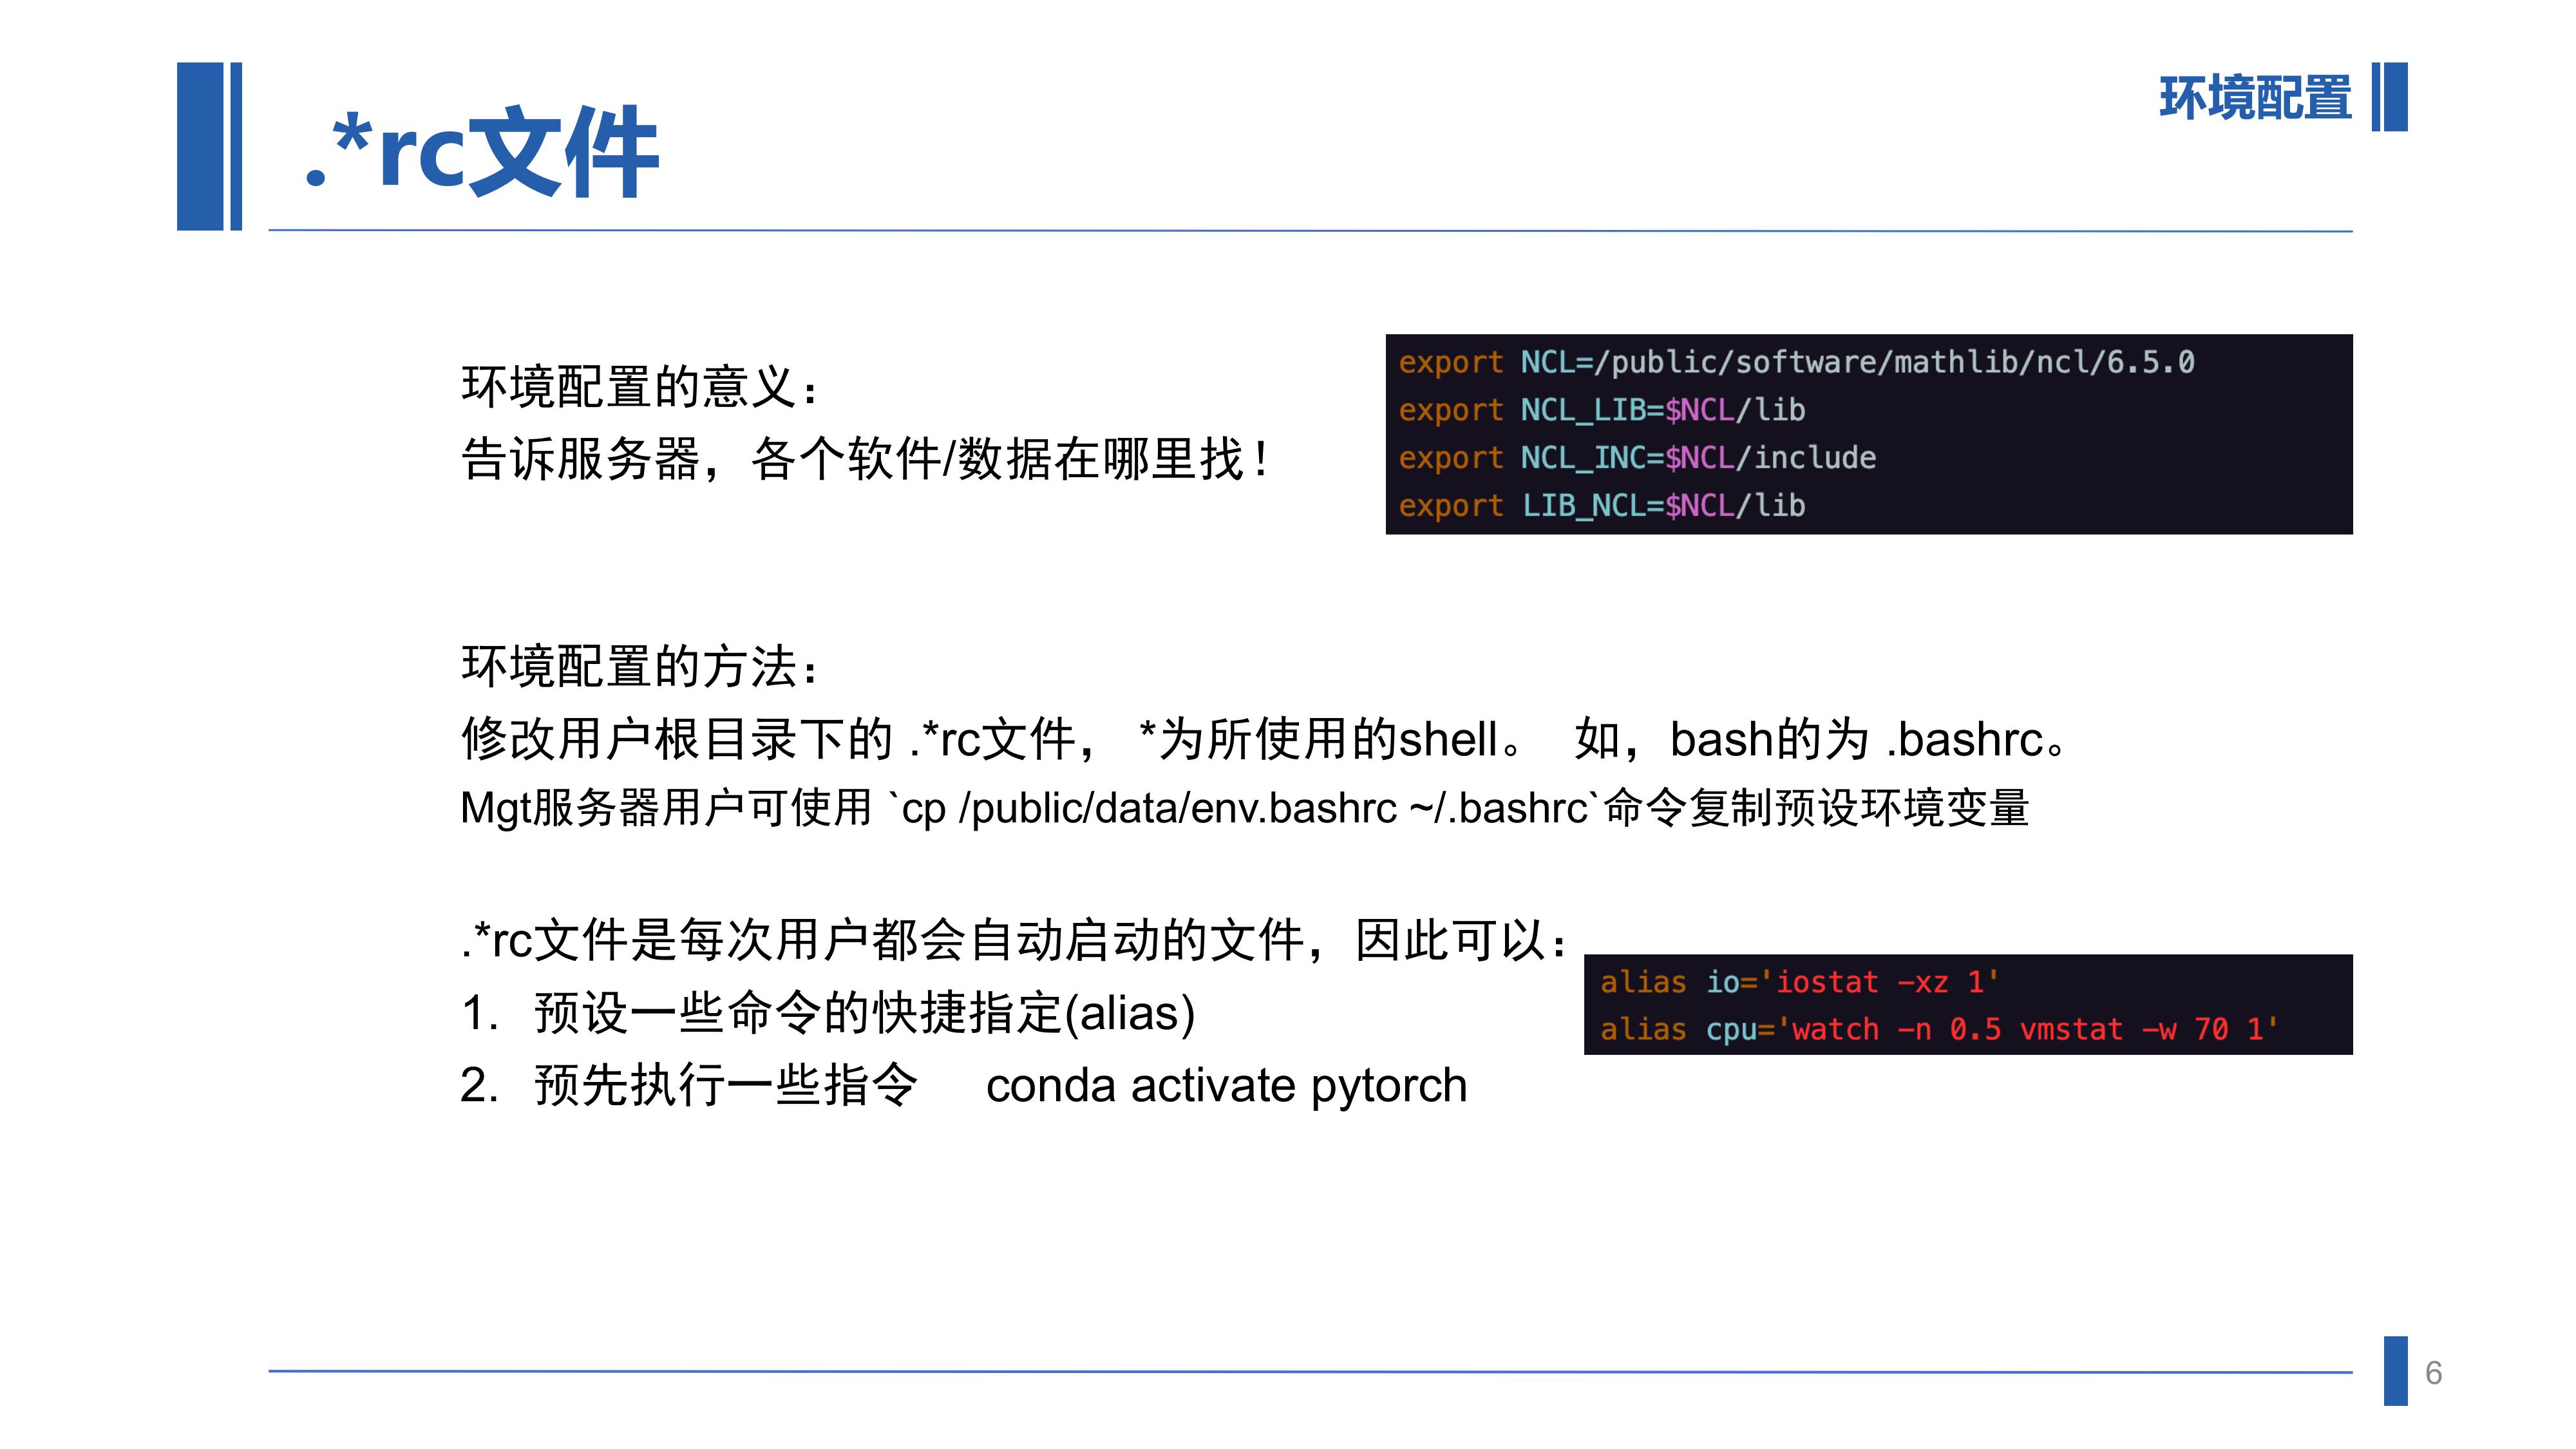 .*rc文件
环境配置
环境配置的意义：
告诉服务器，各个软件/数据在哪里找！
export NCL=/public/software/mathlib/ncl/6.5.0
export NCL_LIB=$NCL/lib
export NCL_INC=$NCL/include
export LIB_NCL=$NCL/lib
环境配置的方法：
修改用户根目录下的 .*rc文件， *为所使用的shell。 如，bash的为 .bashrc。
Mgt服务器用户可使用 `cp /public/data/env.bashrc ~/.bashrc`命令复制预设环境变量
.*rc文件是每次用户都会自动启动的文件，因此可以：
1. 预设一些命令的快捷指定(alias)
alias io='iostat -xz 1'
alias cpu='watch -n 0.5 vmstat -w 70 1'
2. 预先执行一些指令 conda activate pytorch
6